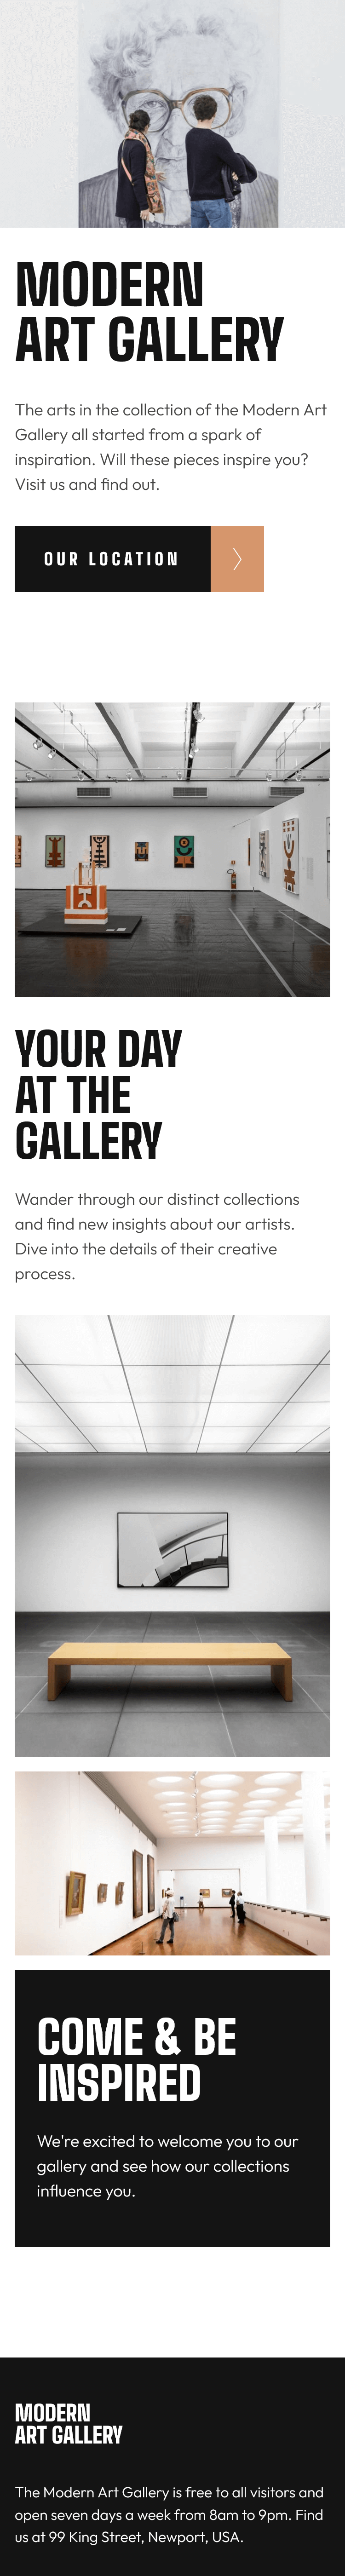 MODERN
ART GALLERY
The arts in the collection of the Modern Art
Gallery all started from a spark of
inspiration. Will these pieces inspire you?
Visit us and find out.
OUR LOCATION
YOUR DAY
AT THE
GALLERY
Wander through our distinct collections
and find new insights about our artists.
Dive into the details of their creative
process.
COME & BE
INSPIRED
We're excited to welcome you to our
gallery and see how our collections
influence you.
MODERN
ART GALLERY
The Modern Art Gallery is free to all visitors and
open seven days a week from 8am to 9pm. Find
us at 99 King Street, Newport, USA.